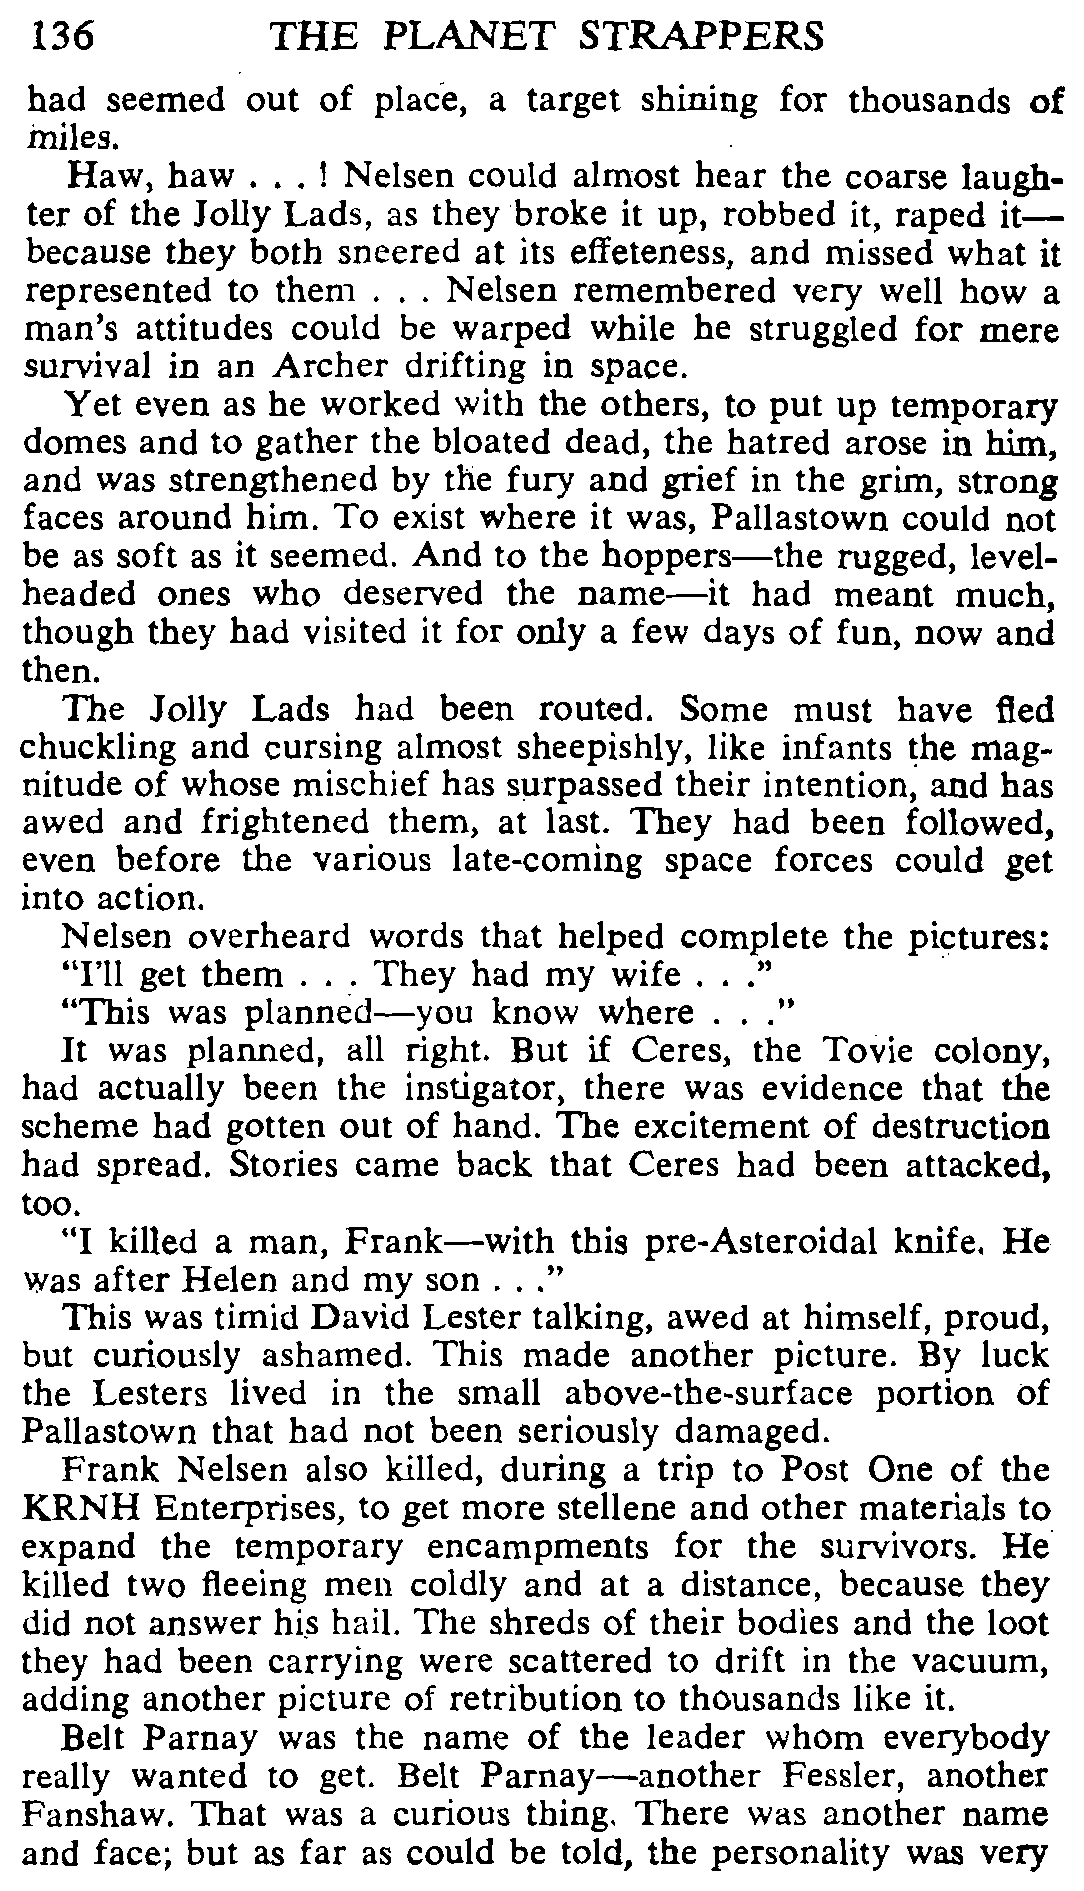 136 THE PLANET STRAPPERS
had seemed out of place, a target shining for thousands of
miles.
Haw, haw . . . ! Nelsen could almost hear the coarse laugh-
ter of the Jolly Lads, as they broke it up, robbed it, raped it—
because they both sneered at its effeteness, and missed what it
represented to them . . . Nelsen remembered very well how a
man's attitudes could be warped while he struggled for mere
survival in an Archer drifting in space.
Yet even as he worked with the others, to put up temporary
domes and to gather the bloated dead, the hatred arose in him,
and was strengthened by the fury and grief in the grim, strong
faces around him. To exist where it was, Pallastown could not
be as soft as it seemed. And to the hoppers—the rugged, level-
headed ones who deserved the name—it had meant much,
though they had visited it for only a few days of fun, now and
then.
The Jolly Lads had been routed. Some must have fled
chuckling and cursing almost sheepishly, like infants the mag-
nitude of whose mischief has surpassed their intention, and has
awed and frightened them, at last. They had been followed,
even before the various late-coming space forces could get
into action.
Nelsen overheard words that helped complete the pictures:
"I'll get them . . . They had my wife . . ."
"This was planned—you know where . . ."
It was planned, all right. But if Ceres, the Tovie colony,
had actually been the instigator, there was evidence that the
scheme had gotten out of hand. The excitement of destruction
had spread. Stories came back that Ceres had been attacked,
too.
"I killed a man, Frank—with this pre-Asteroidal knife. He
was after Helen and my son . . ."
This was timid David Lester talking, awed at himself, proud,
but curiously ashamed. This made another picture. By luck
the Lesters lived in the small above-the-surface portion of
Pallastown that had not been seriously damaged.
Frank Nelsen also killed, during a trip to Post One of the
KRNH Enterprises, to get more stellene and other materials to
expand the temporary encampments for the survivors. He
killed two fleeing men coldly and at a distance, because they
did not answer his hail. The shreds of their bodies and the loot
they had been carrying were scattered to drift in the vacuum,
adding another picture of retribution to thousands like it.
Belt Parnay was the name of the leader whom everybody
really wanted to get. Belt Parnay—another Fessler, another
Fanshaw. That was a curious thing. There was another name
and face; but as far as could be told, the personality was very